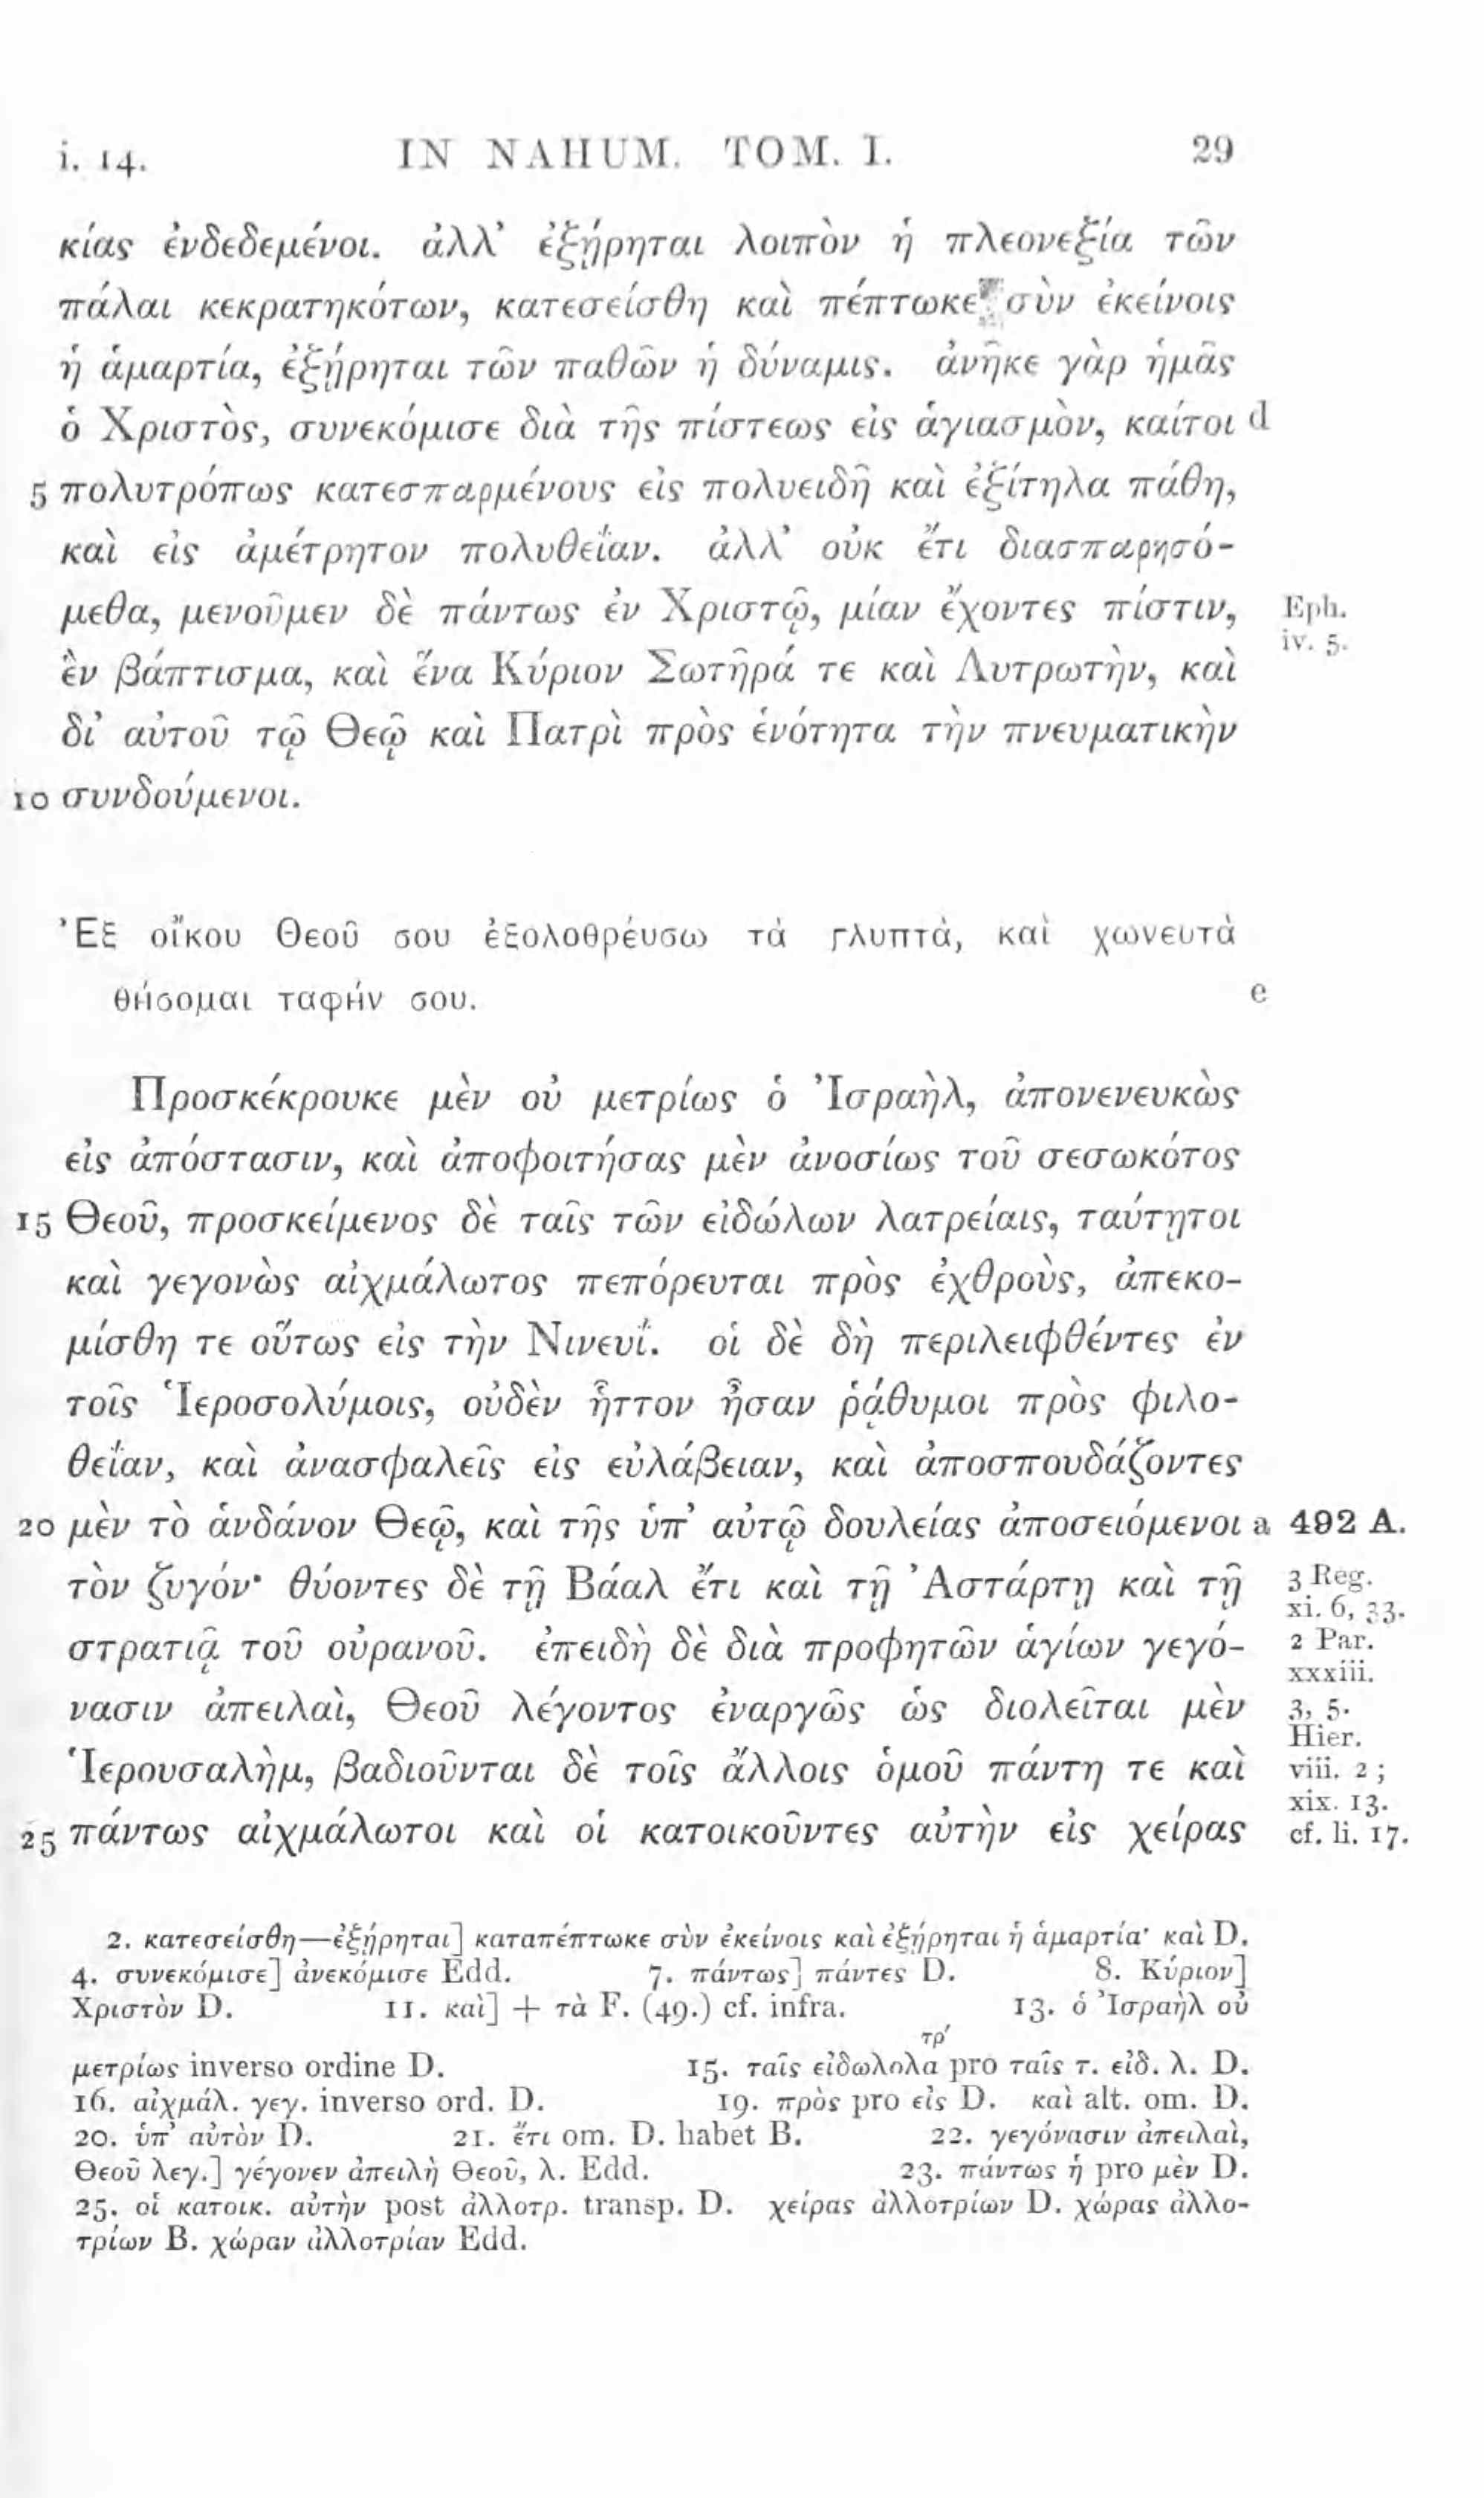 i. 14. IN NAHUM. TOM. I. 29
κίας ἐνδεδεμένοι. ἀλλ’ ἐξῄρηται λοιπὸν ἡ πλεονεξία τῶν
πάλαι κεκρατηκότων, κατεσείσθη καὶ πέπτωκε σὺν ἐκείνοις
ἡ ἁμαρτία, ἐξῄρηται τῶν παθῶν ἡ δύναμις. ἀνῆκε γὰρ ἡμᾶς
ὁ Χριστὸς, συνεκόμισε διὰ τῆς πίστεως εἰς ἁγιασμὸν, καίτοι d
5 πολυτρόπως κατεσπαρμένους εἰς πολυειδῆ καὶ ἐξίτηλα πάθη,
καὶ εἰς ἀμέτρητον πολυθεΐαν. ἀλλ’ οὐκ ἔτι διασπαρησό-
μεθα, μενοῦμεν δὲ πάντως ἐν Χριστῷ, μίαν ἔχοντες πίστιν, Eph.
iv. 5.
ἓν βάπτισμα, καὶ ἕνα Κύριον Σωτῆρά τε καὶ Λυτρωτὴν, καὶ
δι’ αὐτοῦ τῷ Θεῷ καὶ Πατρὶ πρὸς ἑνότητα τὴν πνευματικὴν
10 συνδούμενοι.
Ἐξ οἴκου Θεοῦ σου ἐξολοθρέυσω τὰ γλυπτὰ, καὶ χωνευτὰ
θήσομαι ταφήν σου. e
Προσκέκρουκε μὲν οὐ μετρίως ὁ Ἰσραὴλ, ἀπονενευκὼς
εἰς ἀπόστασιν, καὶ ἀποφοιτήσας μὲν ἀνοσίως τοῦ σεσωκότος
15 Θεοῦ, προσκείμενος δὲ ταῖς τῶν εἰδώλων λατρείαις, ταύτῃτοι
καὶ γεγονὼς αἰχμάλωτος πεπόρευται πρὸς ἐχθροὺς, ἀπεκο-
μίσθη τε οὕτως εἰς τὴν Νινευΐ. οἱ δὲ δὴ περιλειφθέντες ἐν
τοῖς Ἱεροσολύμοις, οὐδὲν ἧττον ἦσαν ῥᾴθυμοι πρὸς φιλο-
θεΐαν, καὶ ἀνασφαλεῖς εἰς εὐλάβειαν, καὶ ἀποσπουδάζοντες
20 μὲν τὸ ἁνδάνον Θεῷ, καὶ τῆς ὑπ’ αὐτῷ δουλείας ἀποσειόμενοι a 492 A.
τὸν ζυγόν· θύοντες δὲ τῇ Βάαλ ἔτι καὶ τῇ Ἀστάρτῃ καὶ τῇ 3 Reg.
xi. 6, 33.
στρατιᾷ τοῦ οὐρανοῦ. ἐπειδὴ δὲ διὰ προφητῶν ἁγίων γεγό- 2 Par.
xxxiii.
νασιν ἀπειλαὶ, Θεοῦ λέγοντος ἐναργῶς ὡς διολεῖται μὲν 3, 5.
Hier.
Ἱερουσαλὴμ, βαδιοῦνται δὲ τοῖς ἄλλοις ὁμοῦ πάντη τε καὶ viii. 2;
xix. 13.
25 πάντως αἰχμάλωτοι καὶ οἱ κατοικοῦντες αὐτὴν εἰς χεῖρας cf. li. 17.
2. κατεσείσθη—ἐξῄρηται] καταπέπτωκε σὺν ἐκείνοις καὶ ἐξῄρηται ἡ ἁμαρτία· καὶ D.
4. συνεκόμισε] ἀνεκόμισε Edd. 7. πάντως] πάντες D. 8. Κύριον]
Χριστὸν D. 11. καὶ] + τὰ F. (49.) cf. infra. 13. ὁ Ἰσραὴλ οὐ
μετρίως inverso ordine D. 15. ταῖς εἰδωλολα<sup>τρ’</sup> pro ταῖς τ. εἰδ. λ. D.
16. αἰχμάλ. γεγ. inverso ord. D. 19. πρὸς pro εἰς D. καὶ alt. om. D.
20. ὑπ’ αὐτὸν D. 21. ἔτι om. D. habet B. 22. γεγόνασιν ἀπειλαὶ,
Θεοῦ λεγ.] γέγονεν ἀπειλὴ Θεοῦ, λ. Edd. 23. πάντως ἡ pro μὲν D.
25. οἱ κατοικ. αὐτὴν post ἀλλοτρ. transp. D. χεῖρας ἀλλοτρίων D. χώρας ἀλλο-
τρίων B. χώραν ἀλλοτρίαν Edd.